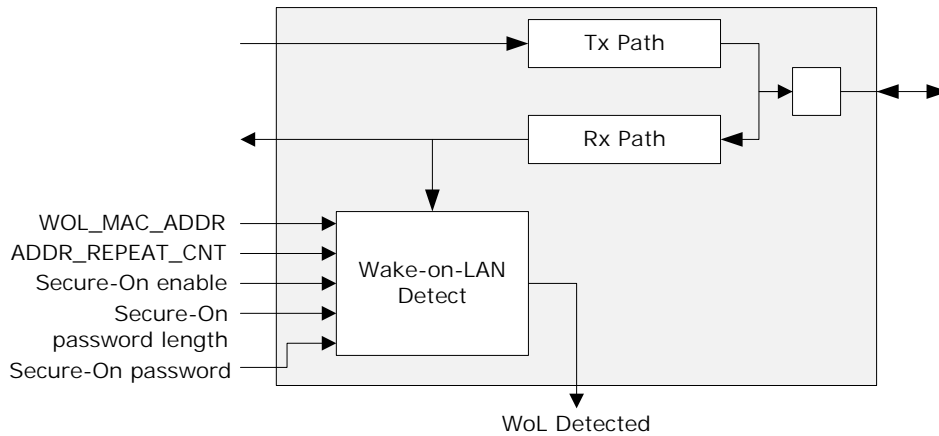 Tx Path
Rx Path
WOL_MAC_ADDR
ADDR_REPEAT_CNT
Secure-On enable
Secure-On
password length
Secure-On password
Wake-on-LAN
Detect
WoL Detected